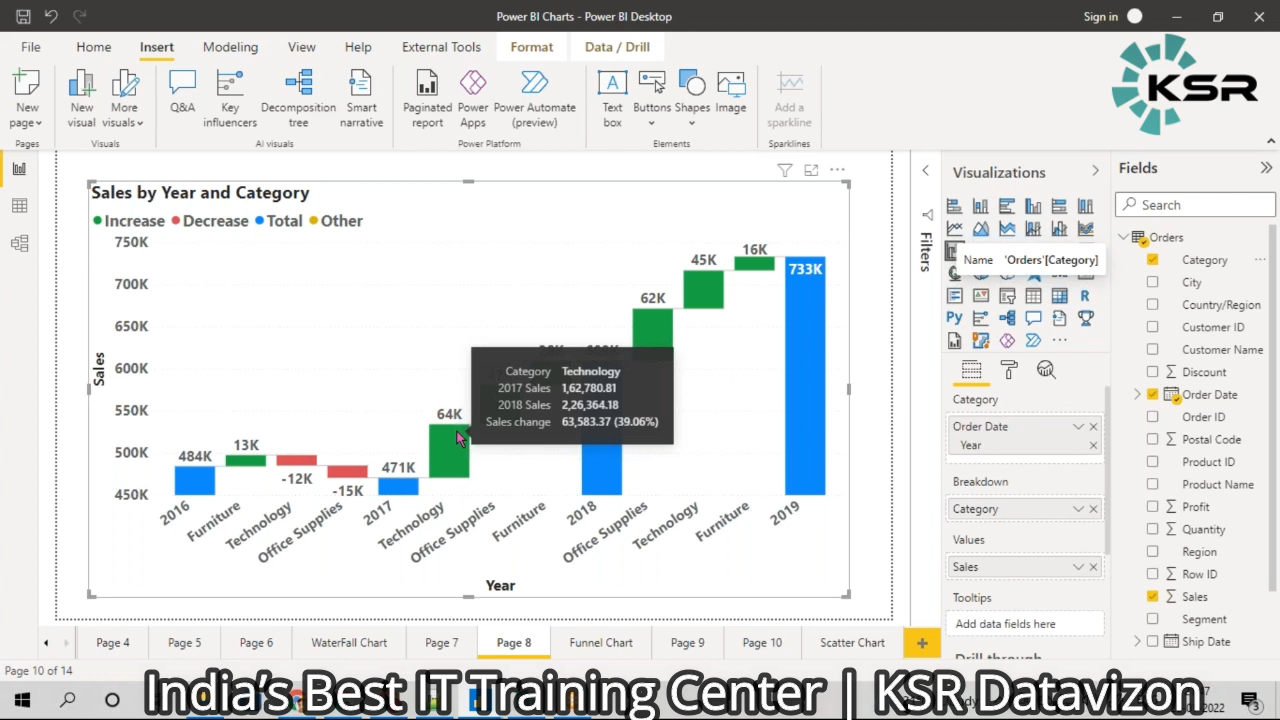 Power BI Charts - Power BI Desktop
Sign in
File Home Insert Modeling View Help External Tools Format Data / Drill
KSR
New page
New visual
More visuals
Q&A
Key influencers
Decomposition tree
Smart narrative
Paginated report
Power Apps
Power Automate (preview)
Text box
Buttons
Shapes
Image
Add a sparkline
Pages
Visuals
AI visuals
Power Platform
Elements
Sparklines
Sales by Year and Category
Increase Decrease Total Other
750K
700K
650K
600K
550K
500K
450K
Sales
484K
13K
-12K
-15K
471K
64K
62K
45K
16K
733K
Category Technology
2017 Sales 1,62,780.81
2018 Sales 2,26,364.18
Sales change 63,583.37 (39.06%)
2016
Furniture
Technology
Office Supplies
2017
Technology
Office Supplies
Furniture
2018
Office Supplies
Technology
Furniture
2019
Year
Filters
Visualizations
Name 'Orders'[Category]
R
Py
Category
Order Date
Year
Breakdown
Category
Values
Sales
Tooltips
Add data fields here
Drill through
Fields
Search
Orders
Category
City
Country/Region
Customer ID
Customer Name
Discount
Order Date
Order ID
Postal Code
Product ID
Product Name
Profit
Quantity
Region
Row ID
Sales
Segment
Ship Date
Page 4 Page 5 Page 6 WaterFall Chart Page 7 Page 8 Funnel Chart Page 9 Page 10 Scatter Chart
Page 10 of 14
India's Best IT Training Center | KSR Datavizon